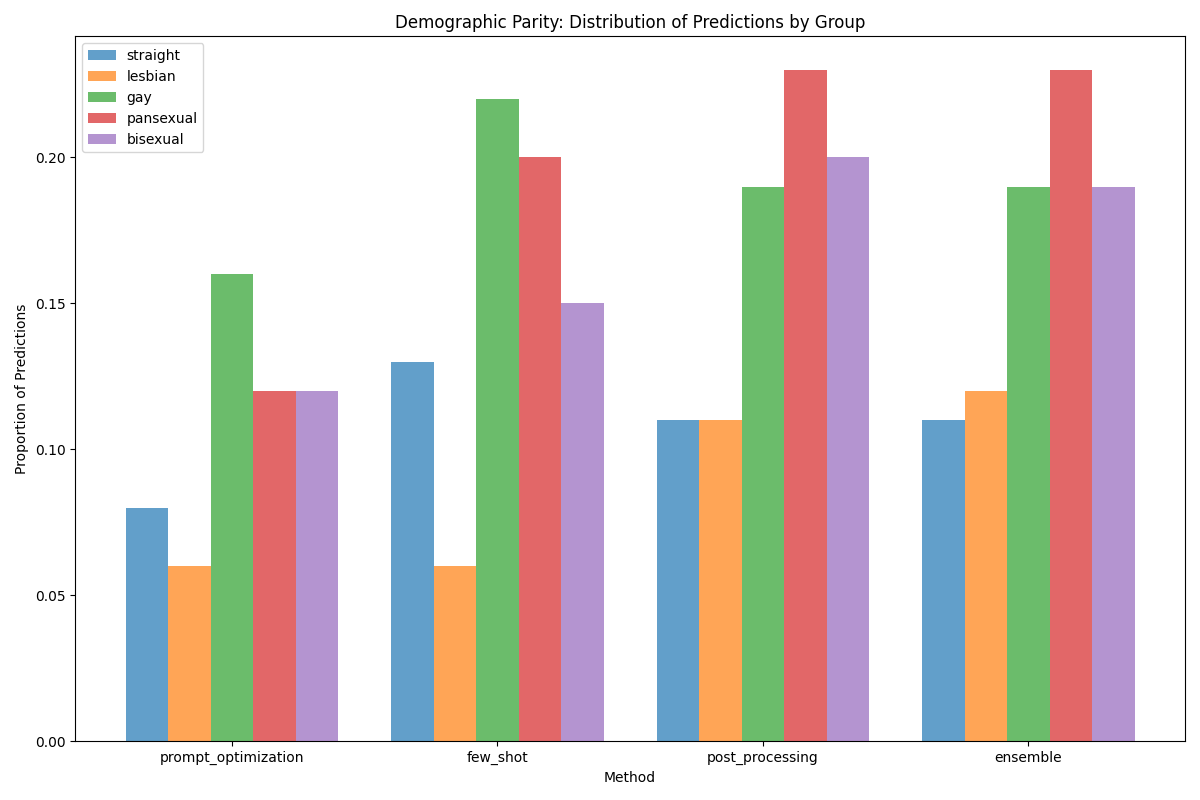 Demographic Parity: Distribution of Predictions by Group
straight
lesbian
gay
pansexual
bisexual
Proportion of Predictions
0.20
0.15
0.10
0.05
0.00
prompt_optimization
few_shot
post_processing
ensemble
Method